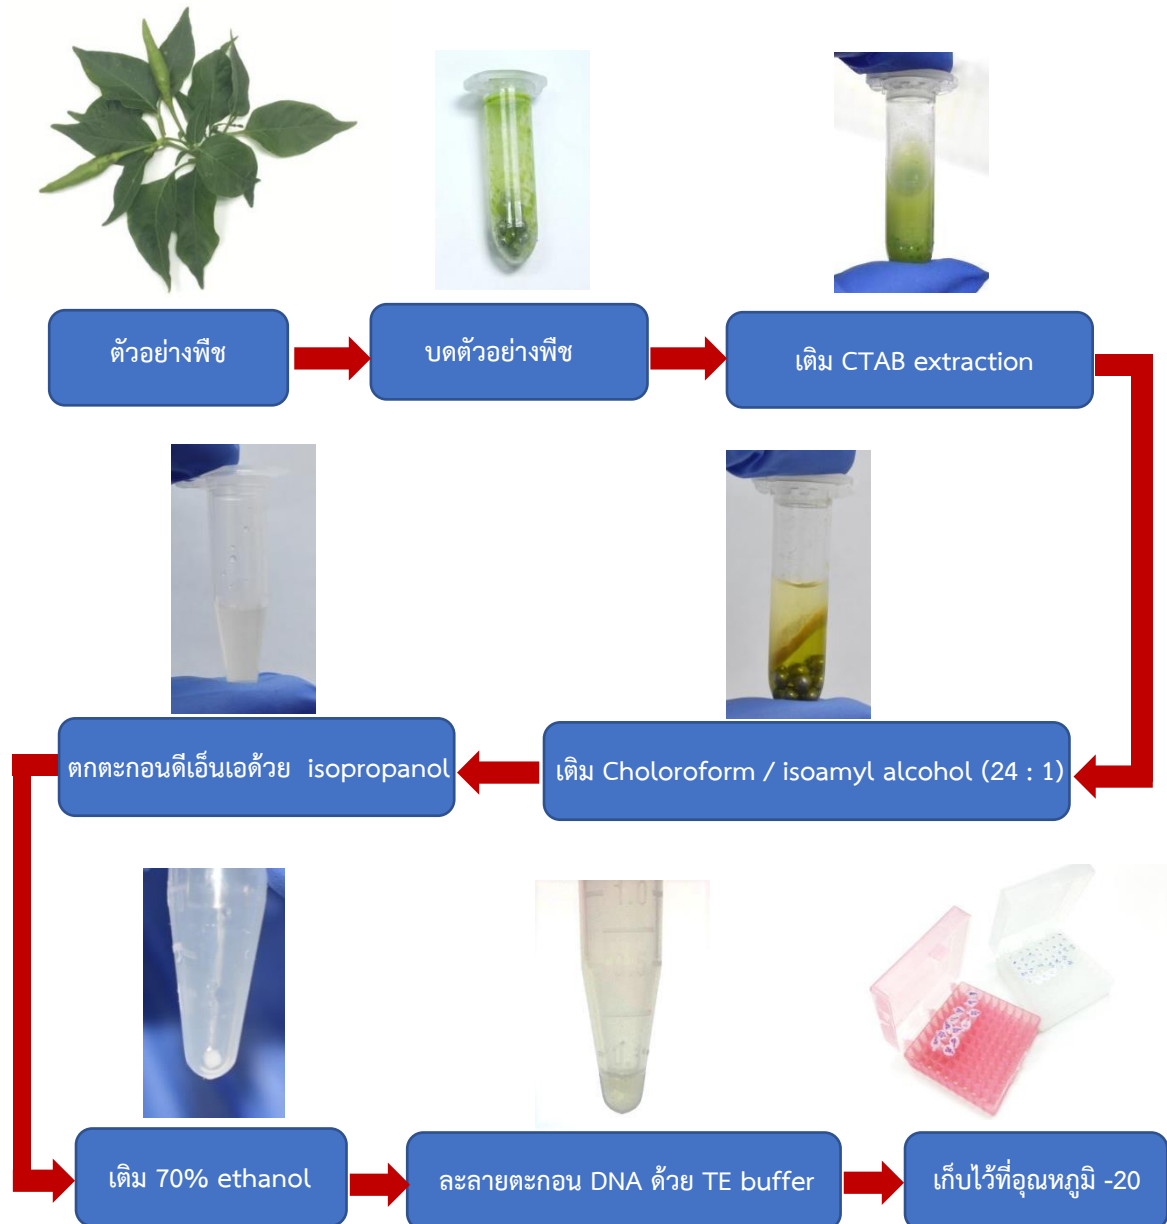 ตัวอย่างพืช
บดตัวอย่างพืช
เติม CTAB extraction
เติม Choloroform / isoamyl alcohol (24 : 1)
ตกตะกอนดีเอ็นเอด้วย isopropanol
เติม 70% ethanol
ละลายตะกอน DNA ด้วย TE buffer
เก็บไว้ที่อุณหภูมิ -20